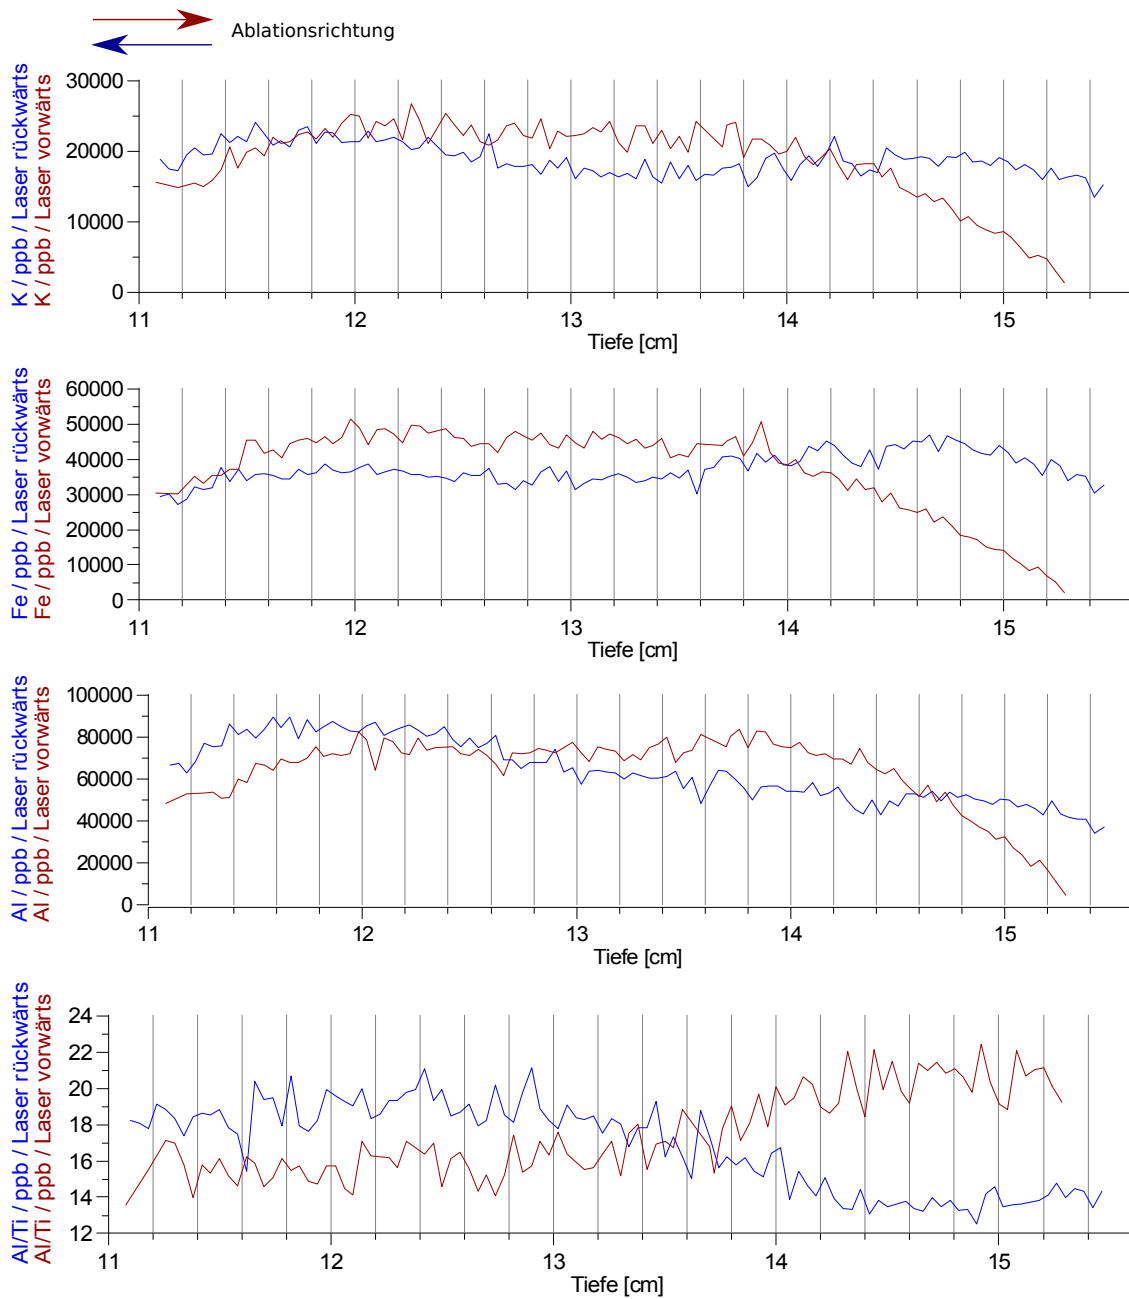 Ablationsrichtung
K / ppb / Laser rückwärts
K / ppb / Laser vorwärts
30000
20000
10000
0
11 12 13 14 15
Tiefe [cm]
Fe / ppb / Laser rückwärts
Fe / ppb / Laser vorwärts
60000
50000
40000
30000
20000
10000
0
11 12 13 14 15
Tiefe [cm]
Al / ppb / Laser rückwärts
Al / ppb / Laser vorwärts
100000
80000
60000
40000
20000
0
11 12 13 14 15
Tiefe [cm]
Al/Ti / ppb / Laser rückwärts
Al/Ti / ppb / Laser vorwärts
24
22
20
18
16
14
12
11 12 13 14 15
Tiefe [cm]